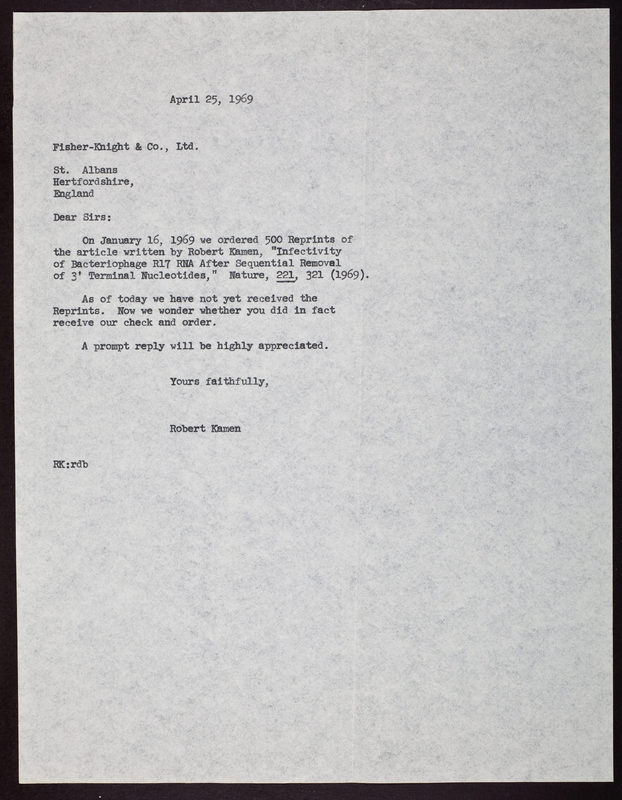 April 25, 1969
Fisher-Knight & Co., Ltd.
St. Albans
Hertfordshire,
England
Dear Sirs:
On January 16, 1969 we ordered 500 Reprints of
the article written by Robert Kamen, "Infectivity
of Bacteriophage R17 RNA After Sequential Removal
of 3' Terminal Nucleotides," Nature, 221, 321 (1969).
As of today we have not yet received the
Reprints. Now we wonder whether you did in fact
receive our check and order.
A prompt reply will be highly appreciated.
Yours faithfully,
Robert Kamen
RK:rdb